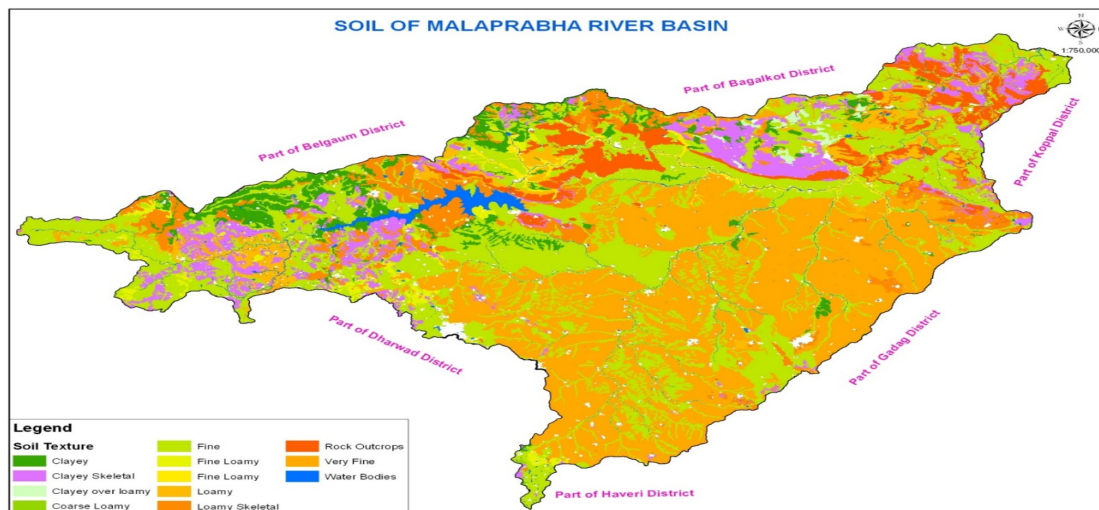 SOIL OF MALAPRABHA RIVER BASIN
N
W
E
S
1:750,000
Part of Bagalkot District
Part of Belgaum District
Part of Koppal District
Part of Dharwad District
Part of Gadag District
Part of Haveri District
Legend
Soil Texture
Clayey
Clayey Skeletal
Clayey over loamy
Coarse Loamy
Fine
Fine Loamy
Fine Loamy
Loamy
Loamy Skeletal
Rock Outcrops
Very Fine
Water Bodies